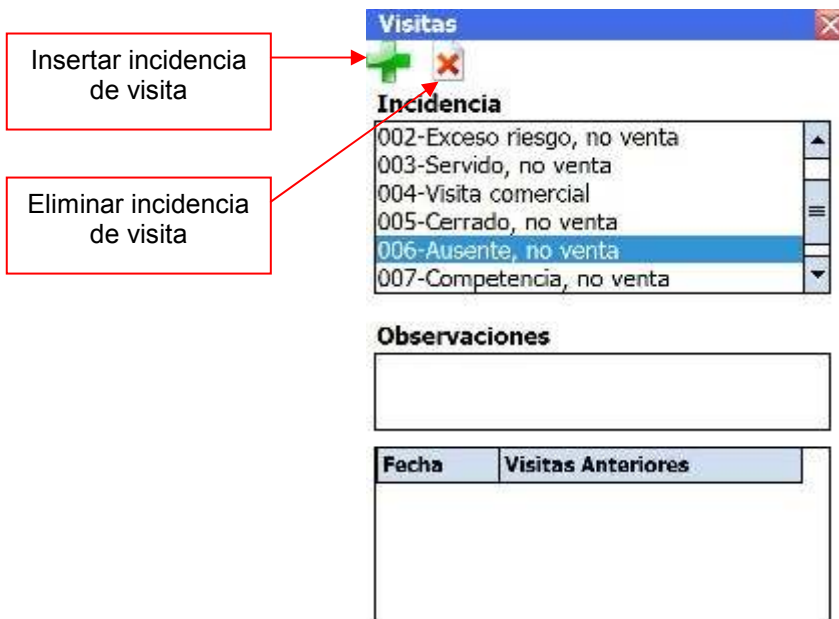 Visitas
Insertar incidencia
de visita
Incidencia
002-Exceso riesgo, no venta
003-Servido, no venta
004-Visita comercial
005-Cerrado, no venta
006-Ausente, no venta
007-Competencia, no venta
Eliminar incidencia
de visita
Observaciones
Fecha
Visitas Anteriores